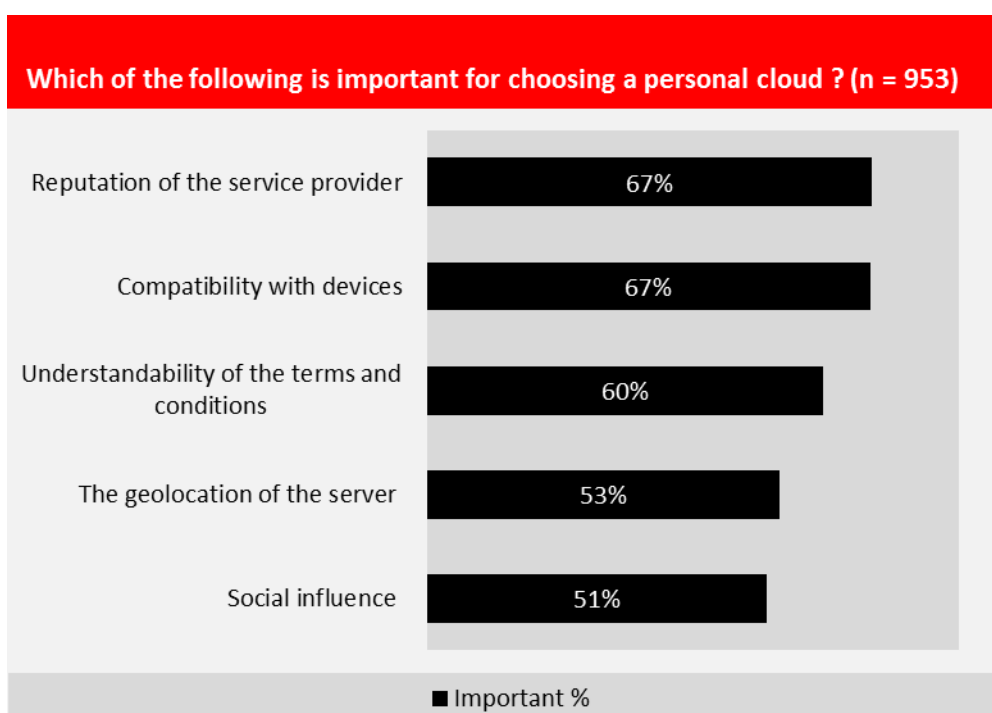 Which of the following is important for choosing a personal cloud ? (n = 953)
Reputation of the service provider
67%
Compatibility with devices
67%
Understandability of the terms and
conditions
60%
The geolocation of the server
53%
Social influence
51%
Important %